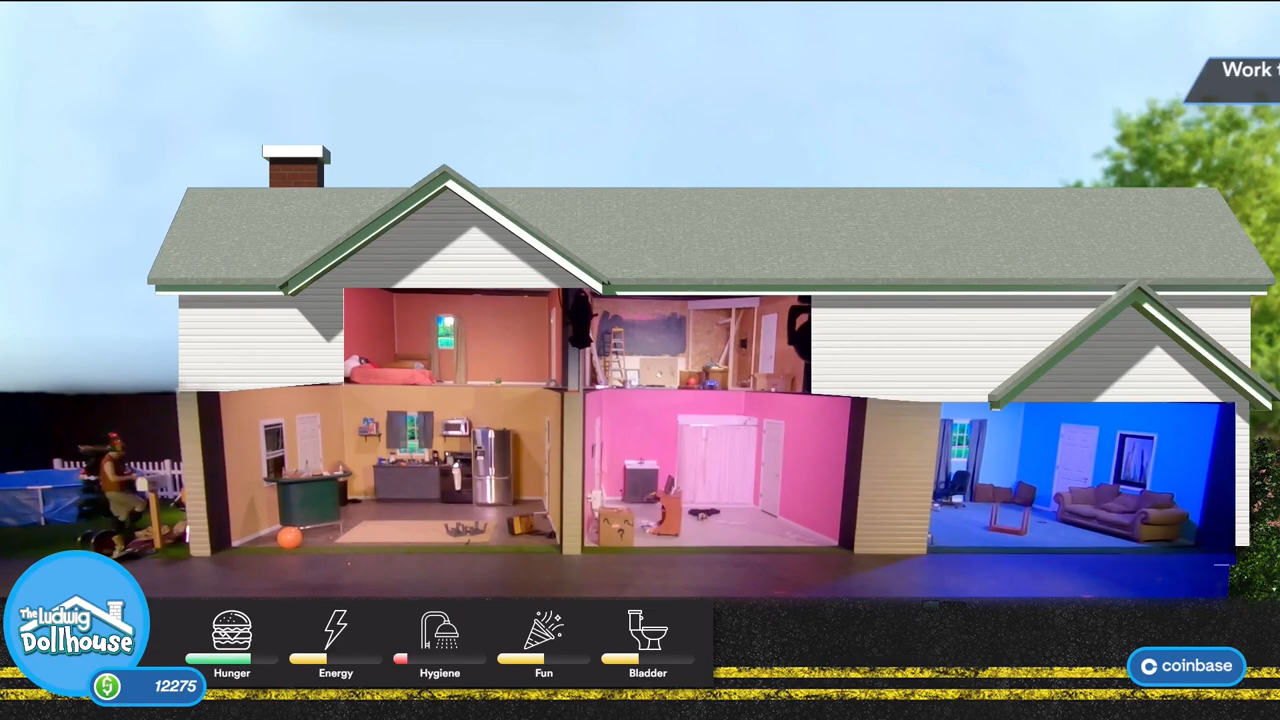 Work
The Ludwig
Dollhouse
Hunger
Energy
Hygiene
Fun
Bladder
12275
coinbase
? ?
?